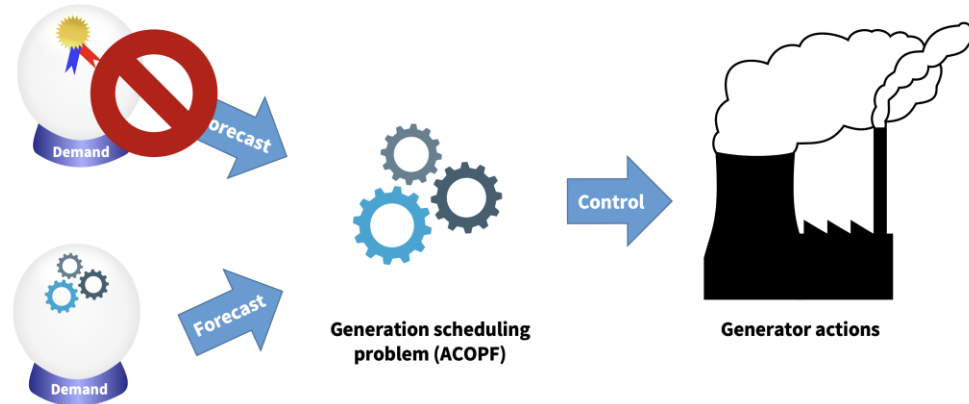 orecast
Demand
Control
Forecast
Generation scheduling
problem (ACOPF)
Generator actions
Demand